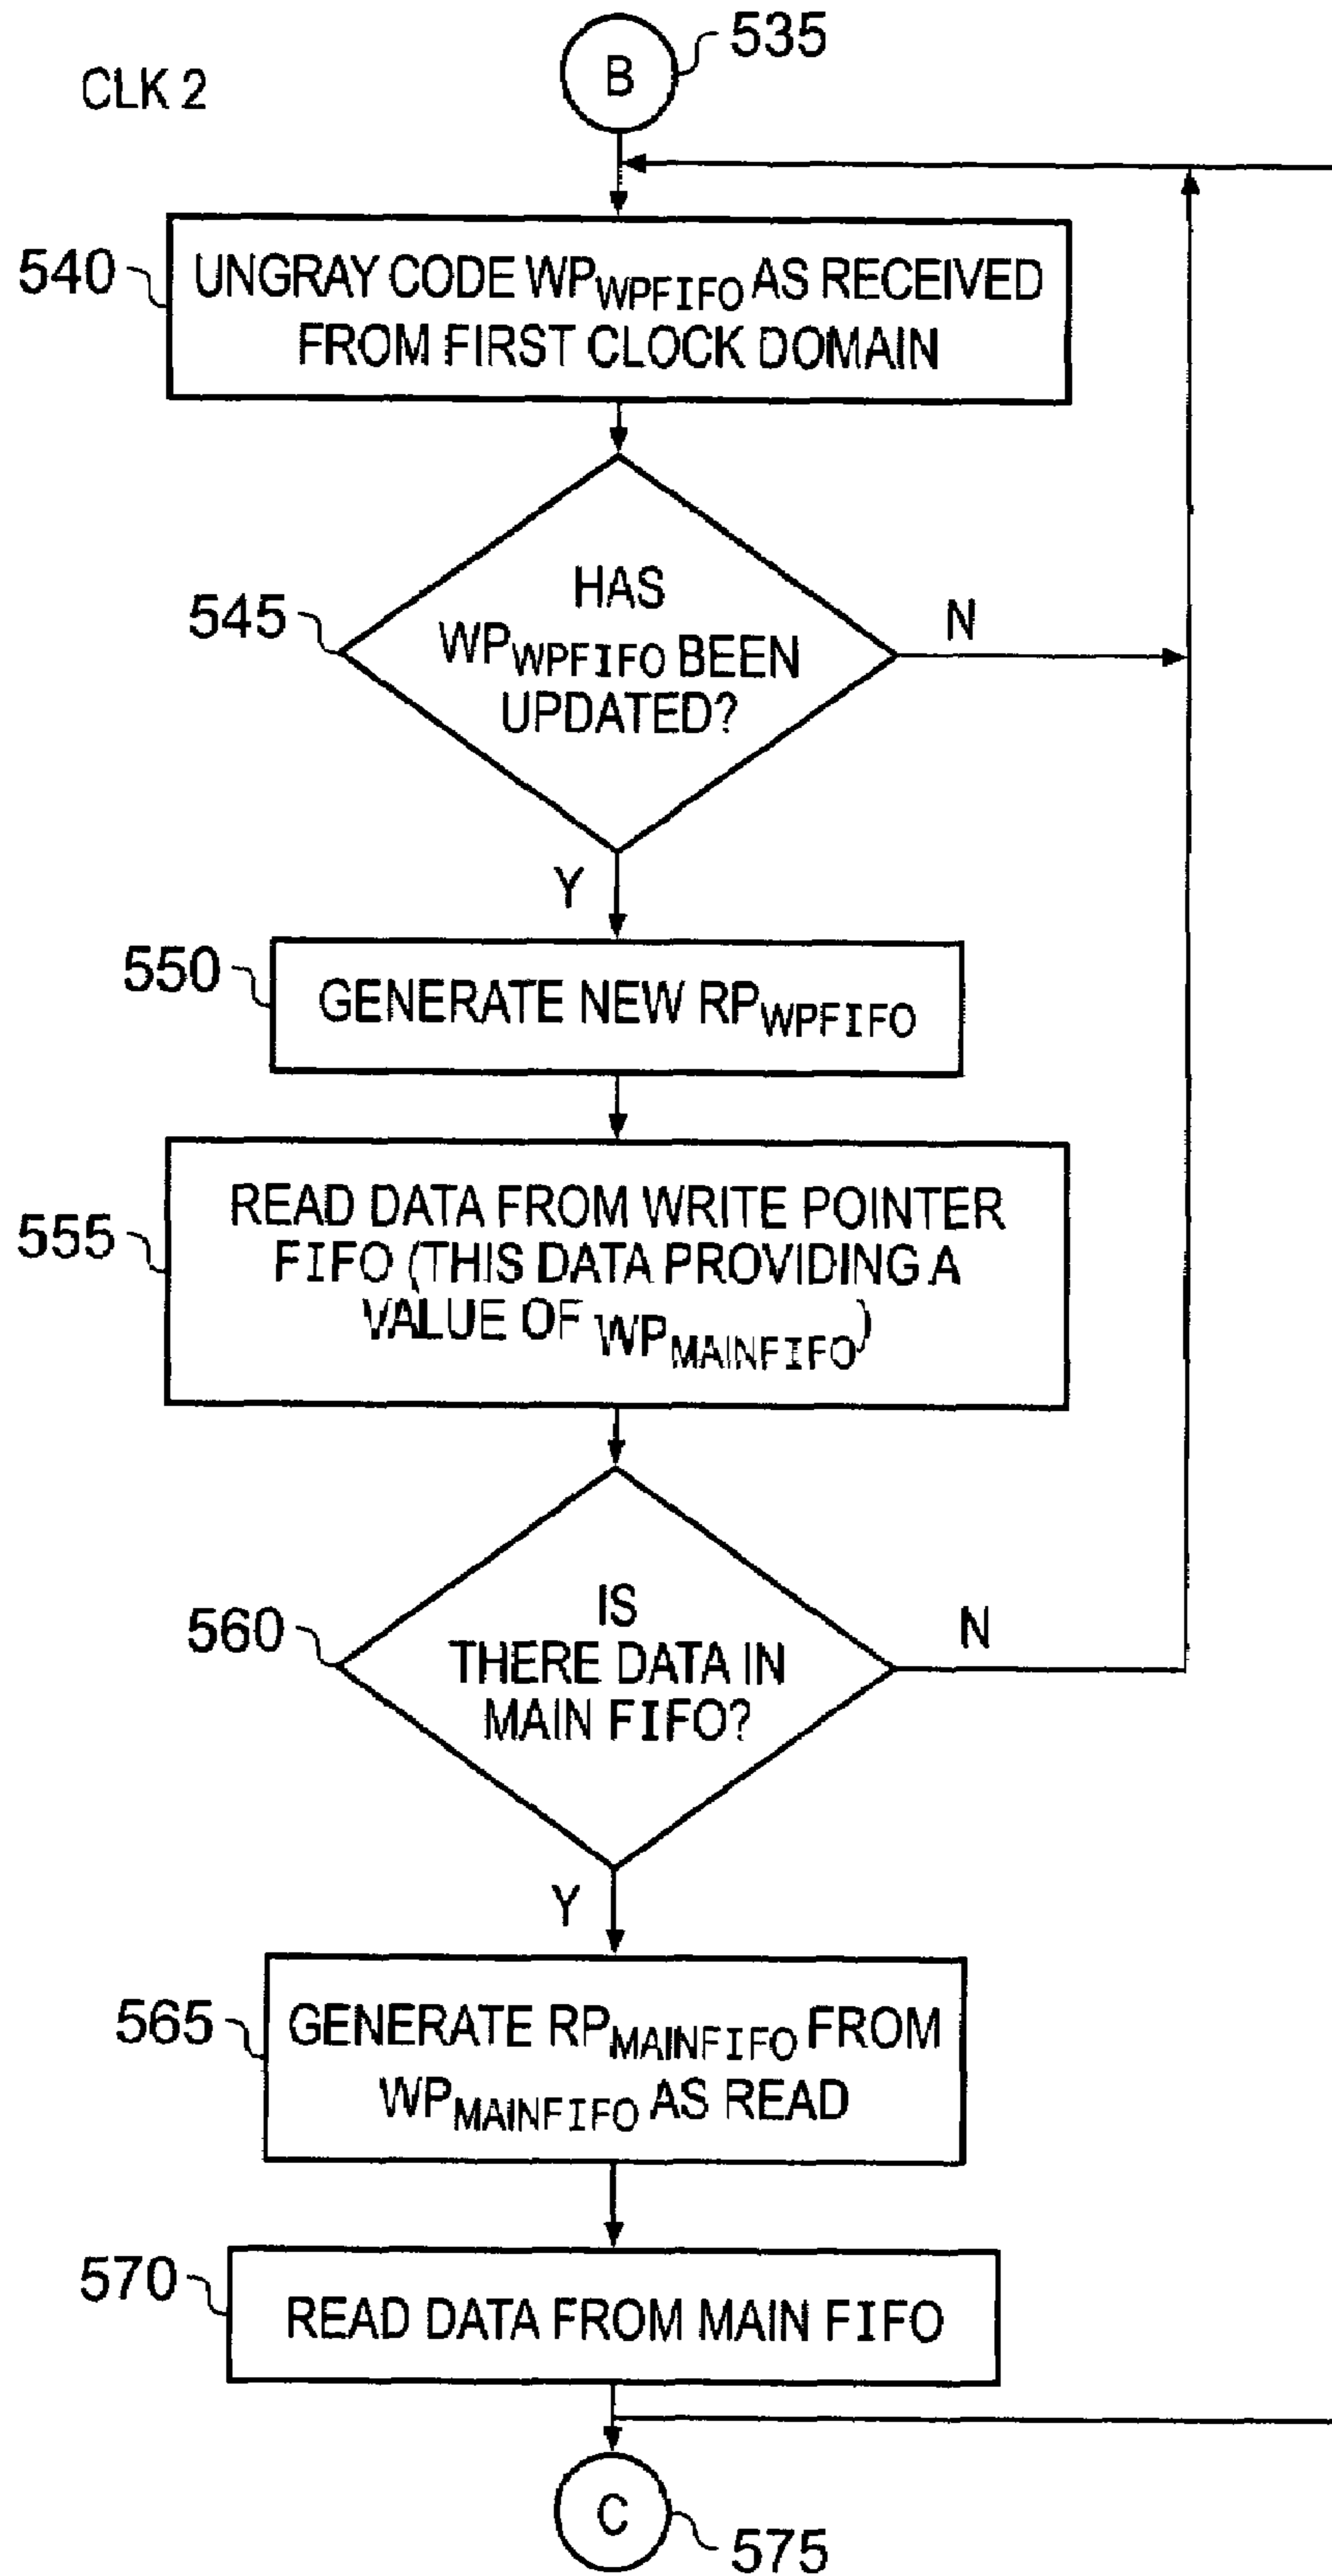 B
535
CLK 2
540
UNGRAY CODE WPWPFIFO AS RECEIVED
FROM FIRST CLOCK DOMAIN
545
HAS
WPWPFIFO BEEN
UPDATED?
N
Y
550
GENERATE NEW RPWPFIFO
555
READ DATA FROM WRITE POINTER
FIFO (THIS DATA PROVIDING A
VALUE OF WPMAINFIFO)
560
IS
THERE DATA IN
MAIN FIFO?
N
Y
565
GENERATE RPMAINFIFO FROM
WPMAINFIFO AS READ
570
READ DATA FROM MAIN FIFO
C
575